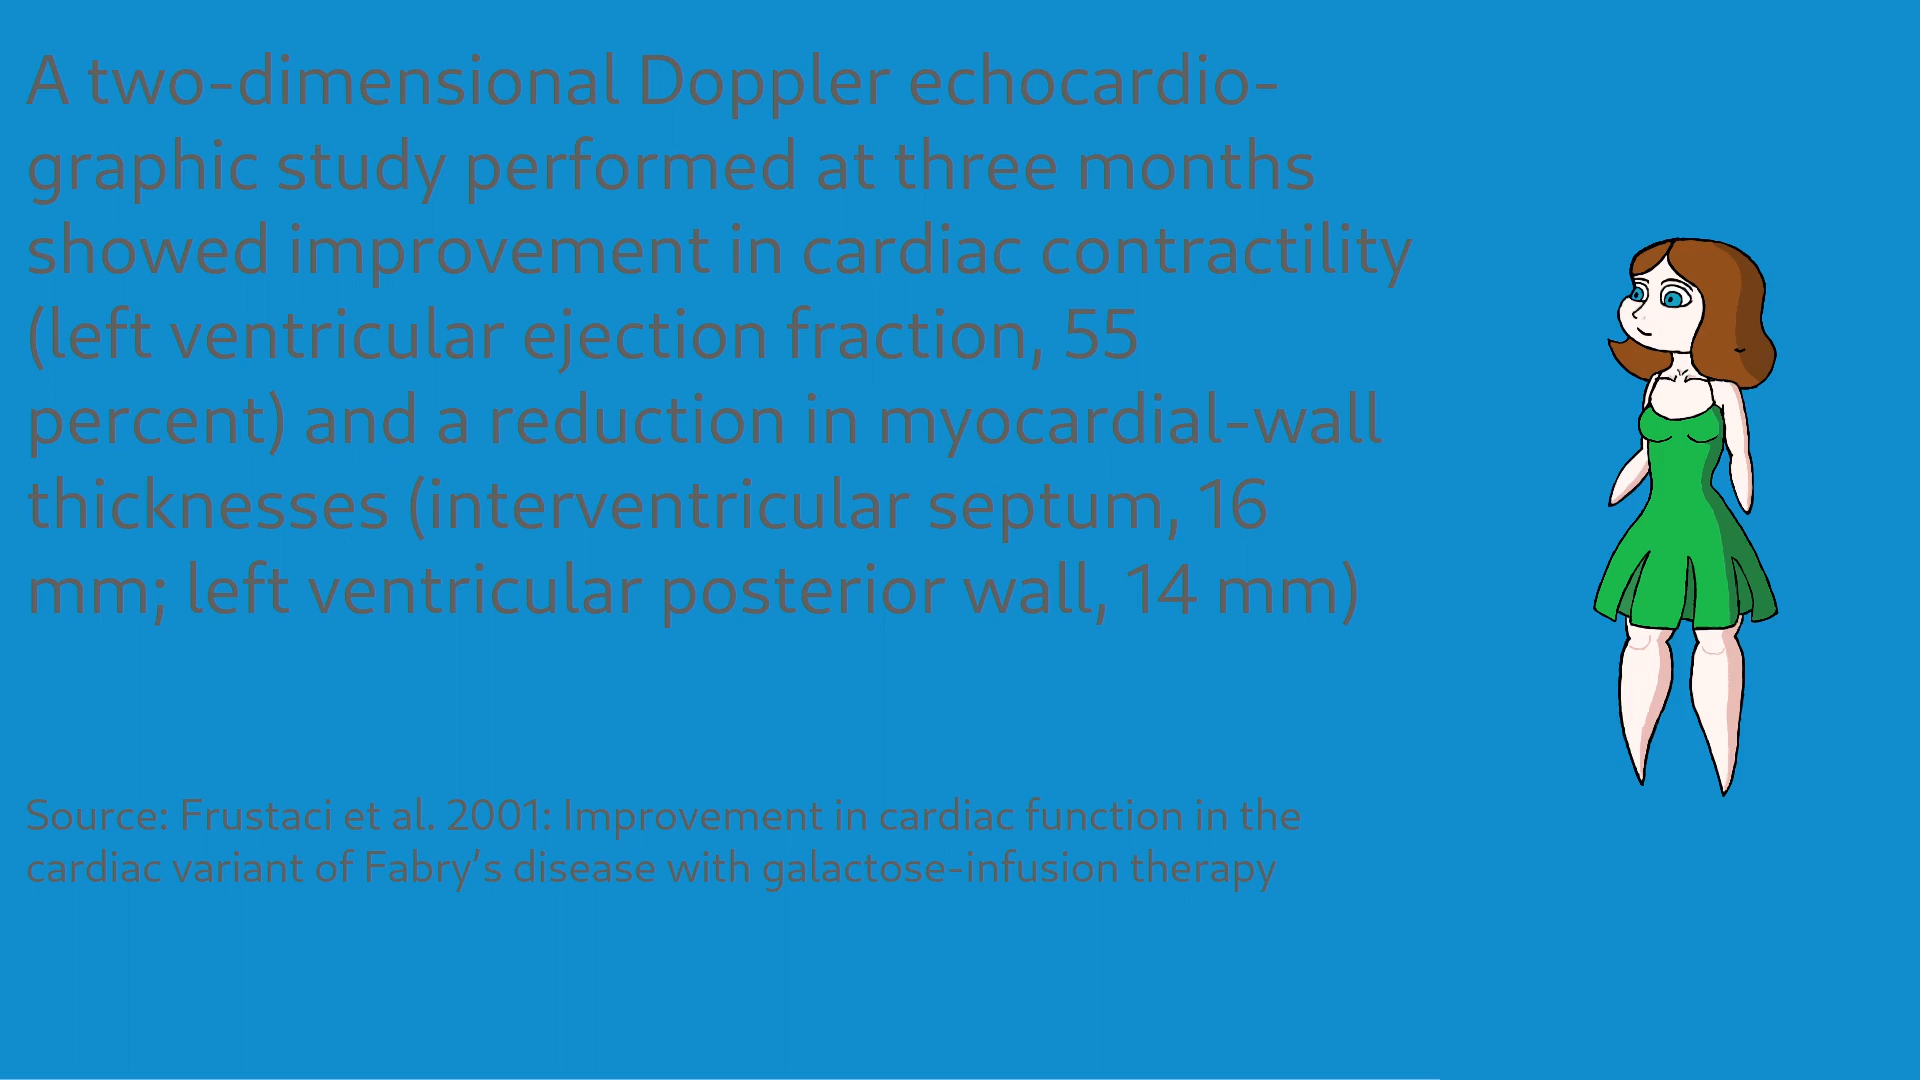 A two-dimensional Doppler echocardio-
graphic study performed at three months
showed improvement in cardiac contractility
(left ventricular ejection fraction, 55
percent) and a reduction in myocardial-wall
thicknesses (interventricular septum, 16
mm; left ventricular posterior wall, 14 mm)
Source: Frustaci et al. 2001: Improvement in cardiac function in the
cardiac variant of Fabry’s disease with galactose-infusion therapy